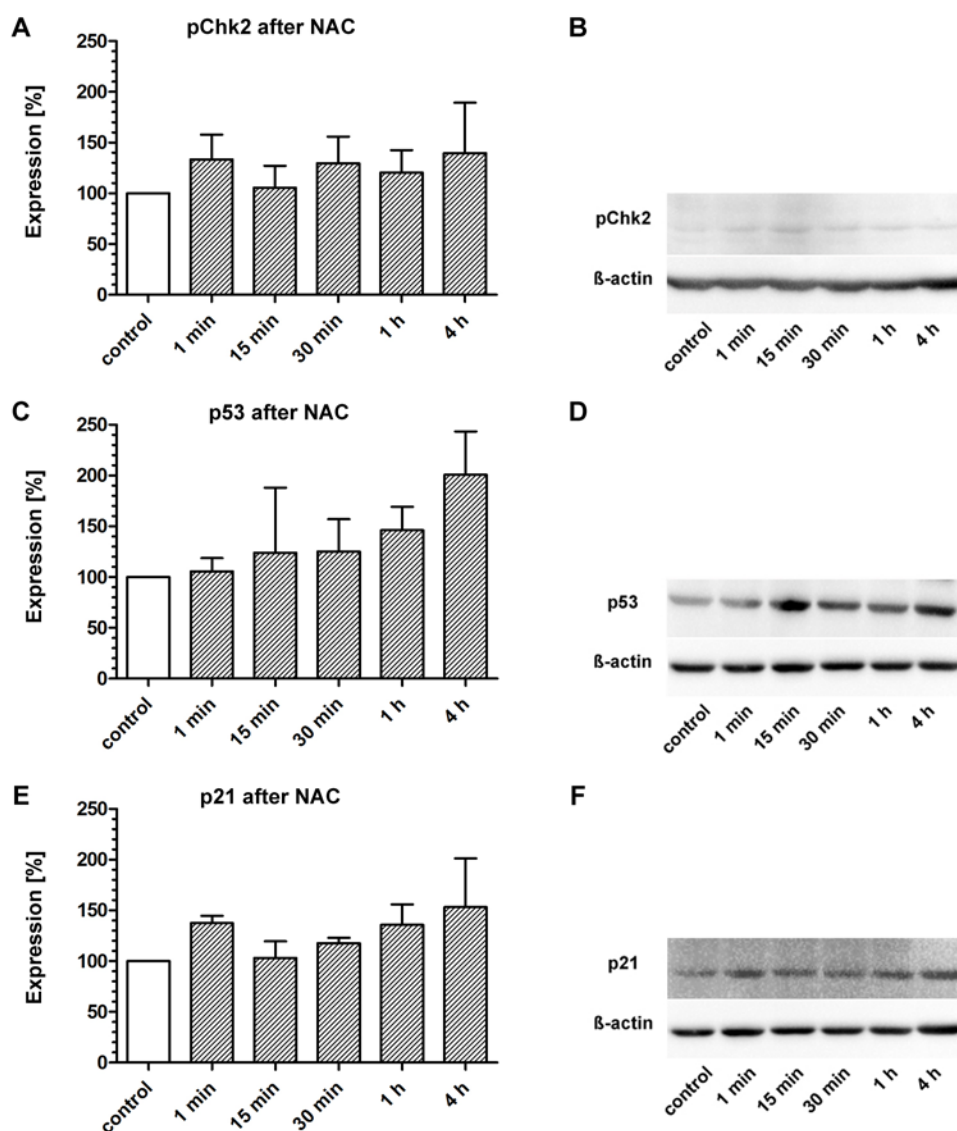 A
pChk2 after NAC
Expression [%]
250
200
150
100
50
0
control
1 min
15 min
30 min
1 h
4 h
B
pChk2
ß-actin
control
1 min
15 min
30 min
1 h
4 h
C
p53 after NAC
Expression [%]
250
200
150
100
50
0
control
1 min
15 min
30 min
1 h
4 h
D
p53
ß-actin
control
1 min
15 min
30 min
1 h
4 h
E
p21 after NAC
Expression [%]
250
200
150
100
50
0
control
1 min
15 min
30 min
1 h
4 h
F
p21
ß-actin
control
1 min
15 min
30 min
1 h
4 h